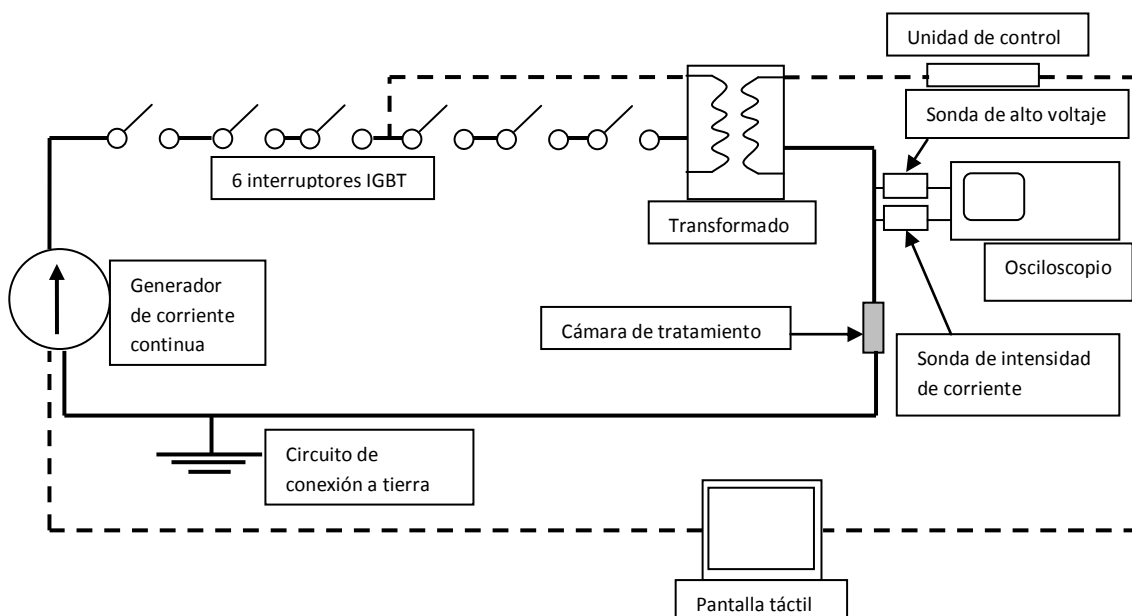 Unidad de control
Sonda de alto voltaje
6 interruptores IGBT
Transformado
Osciloscopio
Generador
de corriente
continua
Cámara de tratamiento
Sonda de intensidad
de corriente
Circuito de
conexión a tierra
Pantalla táctil